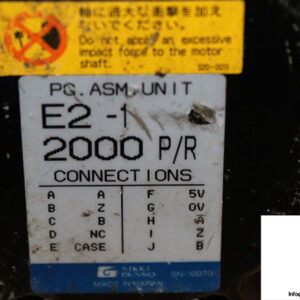 軸に過大な衝撃を加え
ないでください。
Do not apply an excessive
impact force to the motor
shaft.
PG. ASM. UNIT
E2 -1
2000 P/R
CONNECTIONS
A A F 5V
B Z G 0V
C B H A̅
D NC I Z̅
E CASE J B̅
NIKKI
DENSO
MADE IN JAPAN